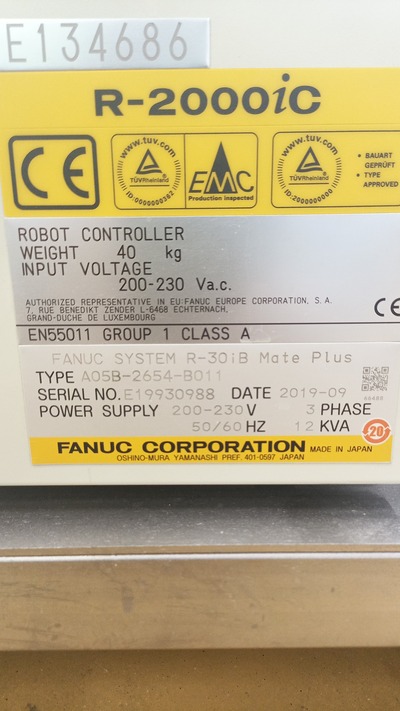 E134686
R-2000iC
CE
www.tuv.com
TÜVRheinland
ID:0000000362
EMC
Production inspected
www.tuv.com
TÜVRheinland
ID:2000000000
• BAUART
GEPRÜFT
• TYPE
APPROVED
ROBOT CONTROLLER
WEIGHT 40 kg
INPUT VOLTAGE
200-230 Va.c.
AUTHORIZED REPRESENTATIVE IN EU:FANUC EUROPE CORPORATION, S. A.
7, RUE BENEDIKT ZENDER L-6468 ECHTERNACH,
GRAND-DUCHE DE LUXEMBOURG
CE
EN55011 GROUP 1 CLASS A
FANUC SYSTEM R-30iB Mate Plus
TYPE A05B-2654-B011
SERIAL NO. E19930988 DATE 2019-09
POWER SUPPLY 200-230 V 3 PHASE
50/60 HZ 12 KVA
20
FANUC CORPORATION MADE IN JAPAN
OSHINO-MURA YAMANASHI PREF. 401-0597 JAPAN